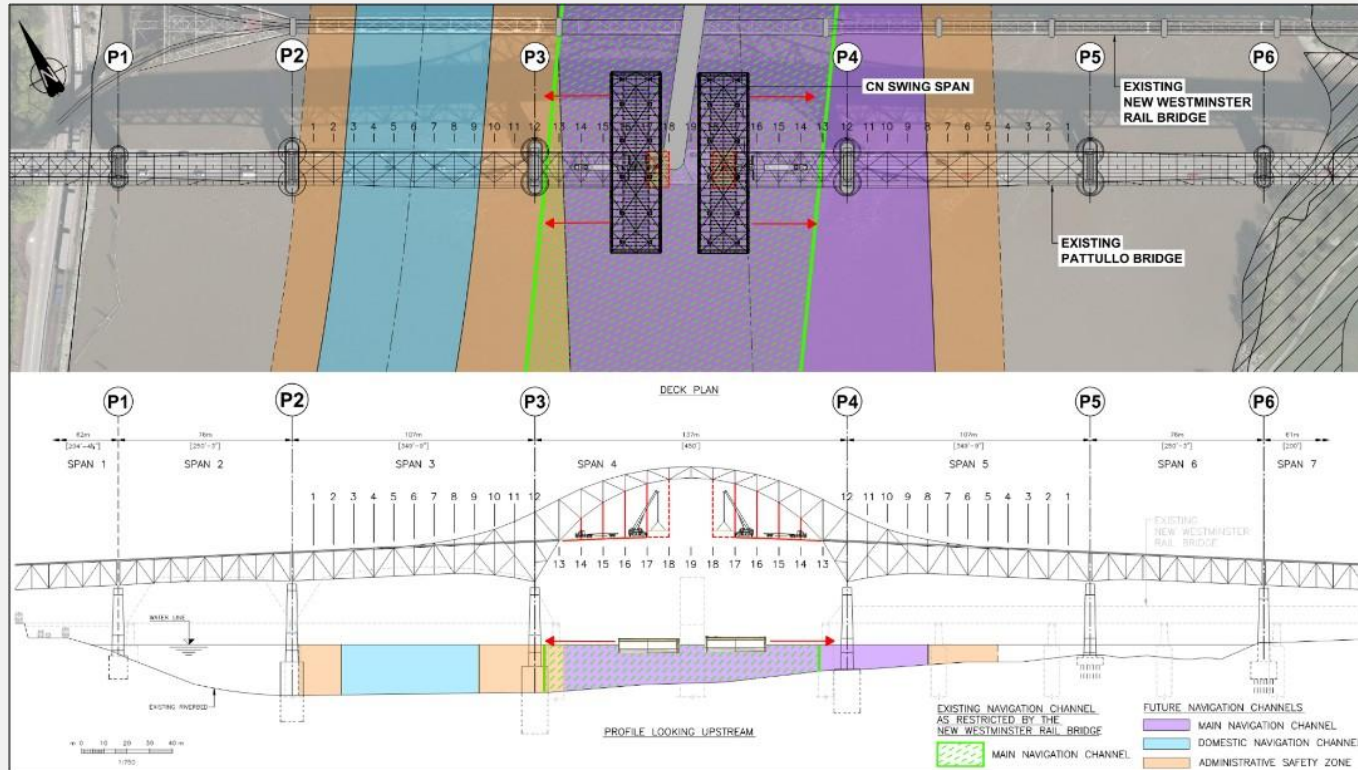 P1
P2
P3
P4
P5
P6
CN SWING SPAN
EXISTING
NEW WESTMINSTER
RAIL BRIDGE
1 2 3 4 5 6 7 8 9 10 11 12 13 14 15 18 19 16 15 14 13 12 11 10 9 8 7 6 5 4 3 2 1
EXISTING
PATTULLO BRIDGE
DECK PLAN
P1
P2
P3
P4
P5
P6
76m
107m
137m
107m
76m
61m
[250'-3"]
[450']
[250'-3"]
[200']
SPAN 1
SPAN 2
SPAN 3
SPAN 4
SPAN 5
SPAN 6
SPAN 7
1 2 3 4 5 6 7 8 9 10 11 12
12 11 10 9 8 7 6 5 4 3 2 1
13 14 15 16 17 18 19 18 17 16 15 14 13
EXISTING
NEW WESTMINSTER
RAIL BRIDGE
WATER LINE
EXISTING RIVERBED
PROFILE LOOKING UPSTREAM
m 10 0 10 20 30 40 m
1:750
EXISTING NAVIGATION CHANNEL
AS RESTRICTED BY THE
NEW WESTMINSTER RAIL BRIDGE
MAIN NAVIGATION CHANNEL
FUTURE NAVIGATION CHANNELS
MAIN NAVIGATION CHANNEL
DOMESTIC NAVIGATION CHANNEL
ADMINISTRATIVE SAFETY ZONE